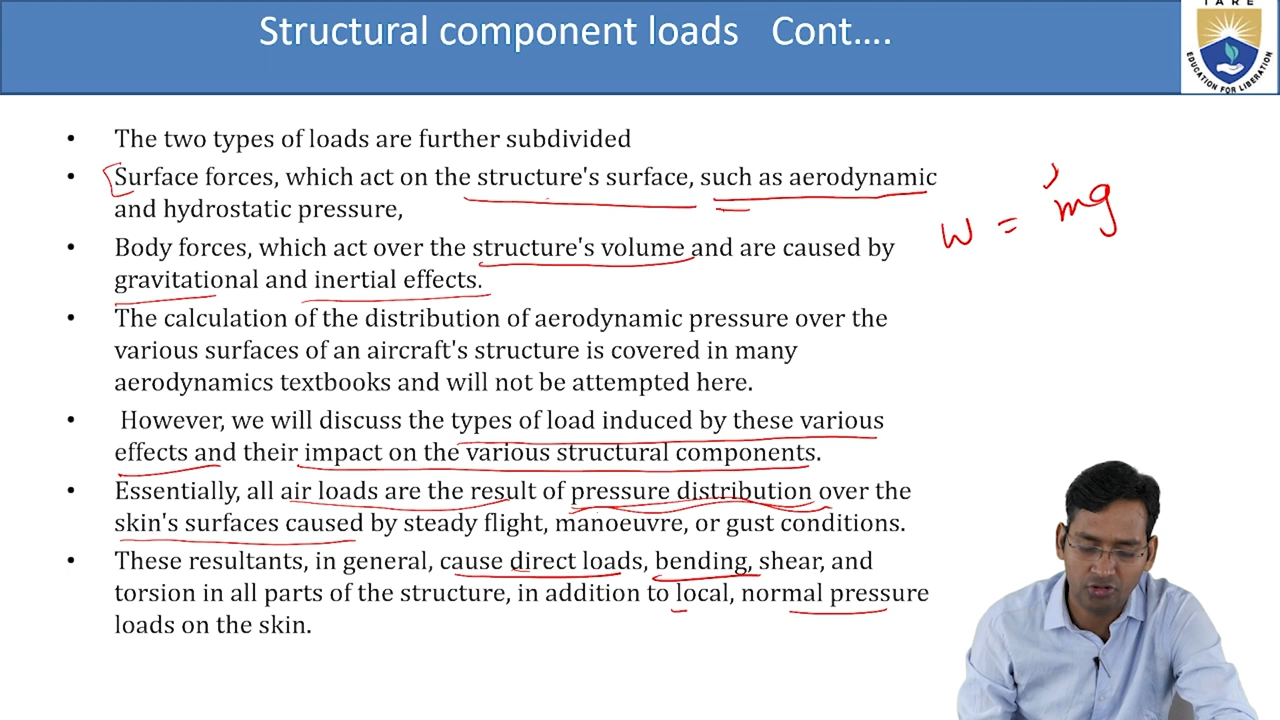 Structural component loads Cont....
IARE
EDUCATION FOR LIBERATION
• The two types of loads are further subdivided
• Surface forces, which act on the structure's surface, such as aerodynamic
and hydrostatic pressure,
w = mg
• Body forces, which act over the structure's volume and are caused by
gravitational and inertial effects.
• The calculation of the distribution of aerodynamic pressure over the
various surfaces of an aircraft's structure is covered in many
aerodynamics textbooks and will not be attempted here.
• However, we will discuss the types of load induced by these various
effects and their impact on the various structural components.
• Essentially, all air loads are the result of pressure distribution over the
skin's surfaces caused by steady flight, manoeuvre, or gust conditions.
• These resultants, in general, cause direct loads, bending, shear, and
torsion in all parts of the structure, in addition to local, normal pressure
loads on the skin.